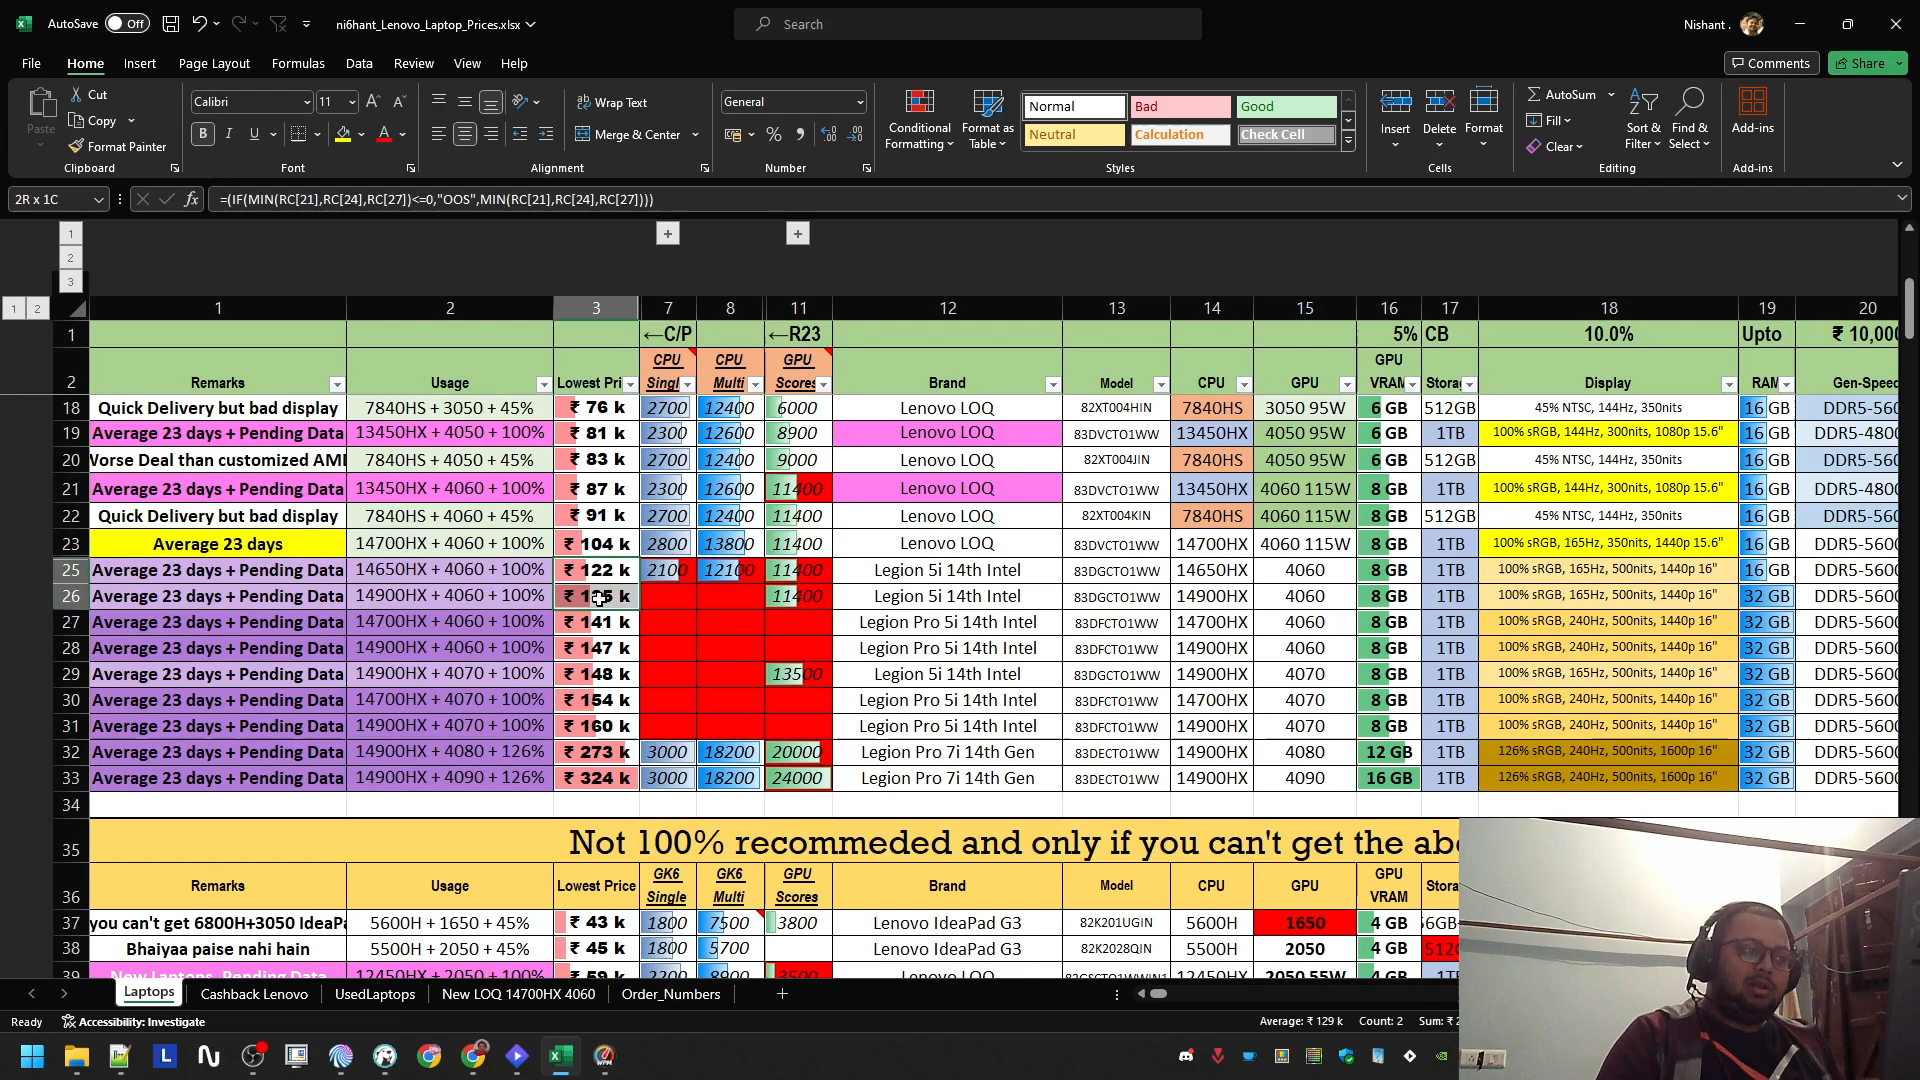 AutoSave Off ni6hant_Lenovo_Laptop_Prices.xlsx Search Nishant .
File Home Insert Page Layout Formulas Data Review View Help Comments Share
Paste Cut Copy Format Painter Clipboard
Calibri 11 B I U Font
Wrap Text Merge & Center Alignment
General % Number
Conditional Formatting Format as Table
Normal Bad Good
Neutral Calculation Check Cell
Styles
Insert Delete Format Cells
AutoSum Fill Clear Sort & Filter Find & Select Editing
Add-ins Add-ins
2R x 1C fx =(IF(MIN(RC[21],RC[24],RC[27])<=0,"OOS",MIN(RC[21],RC[24],RC[27])))
1
2
3
1 2 1 2 3 7 8 11 12 13 14 15 16 17 18 19 20
1 ←C/P ←R23 5% CB 10.0% Upto ₹ 10,000
2 Remarks Usage Lowest Pri CPU Singl CPU Multi GPU Scores Brand Model CPU GPU GPU VRAM Storag Display RAM Gen-Speed
18 Quick Delivery but bad display 7840HS + 3050 + 45% ₹ 76 k 2700 12400 6000 Lenovo LOQ 82XT004HIN 7840HS 3050 95W 6 GB 512GB 45% NTSC, 144Hz, 350nits 16 GB DDR5-560
19 Average 23 days + Pending Data 13450HX + 4050 + 100% ₹ 81 k 2300 12600 8900 Lenovo LOQ 83DVCTO1WW 13450HX 4050 95W 6 GB 1TB 100% sRGB, 144Hz, 300nits, 1080p 15.6" 16 GB DDR5-4800
20 Worse Deal than customized AMI 7840HS + 4050 + 45% ₹ 83 k 2700 12400 9000 Lenovo LOQ 82XT004JIN 7840HS 4050 95W 6 GB 512GB 45% NTSC, 144Hz, 350nits 16 GB DDR5-560
21 Average 23 days + Pending Data 13450HX + 4060 + 100% ₹ 87 k 2300 12600 11400 Lenovo LOQ 83DVCTO1WW 13450HX 4060 115W 8 GB 1TB 100% sRGB, 144Hz, 300nits, 1080p 15.6" 16 GB DDR5-4800
22 Quick Delivery but bad display 7840HS + 4060 + 45% ₹ 91 k 2700 12400 11400 Lenovo LOQ 82XT004KIN 7840HS 4060 115W 8 GB 512GB 45% NTSC, 144Hz, 350nits 16 GB DDR5-560
23 Average 23 days 14700HX + 4060 + 100% ₹ 104 k 2800 13800 11400 Lenovo LOQ 83DVCTO1WW 14700HX 4060 115W 8 GB 1TB 100% sRGB, 165Hz, 350nits, 1440p 15.6" 16 GB DDR5-5600
25 Average 23 days + Pending Data 14650HX + 4060 + 100% ₹ 122 k 2100 12100 11400 Legion 5i 14th Intel 83DGCTO1WW 14650HX 4060 8 GB 1TB 100% sRGB, 165Hz, 500nits, 1440p 16" 16 GB DDR5-5600
26 Average 23 days + Pending Data 14900HX + 4060 + 100% 11400 Legion 5i 14th Intel 83DGCTO1WW 14900HX 4060 8 GB 1TB 100% sRGB, 165Hz, 500nits, 1440p 16" 32 GB DDR5-5600
27 Average 23 days + Pending Data 14700HX + 4060 + 100% ₹ 141 k Legion Pro 5i 14th Intel 83DFCTO1WW 14700HX 4060 8 GB 1TB 100% sRGB, 240Hz, 500nits, 1440p 16" 32 GB DDR5-5600
28 Average 23 days + Pending Data 14900HX + 4060 + 100% ₹ 147 k Legion Pro 5i 14th Intel 83DFCTO1WW 14900HX 4060 8 GB 1TB 100% sRGB, 240Hz, 500nits, 1440p 16" 32 GB DDR5-5600
29 Average 23 days + Pending Data 14900HX + 4070 + 100% ₹ 148 k 13500 Legion 5i 14th Intel 83DGCTO1WW 14900HX 4070 8 GB 1TB 100% sRGB, 165Hz, 500nits, 1440p 16" 32 GB DDR5-5600
30 Average 23 days + Pending Data 14700HX + 4070 + 100% ₹ 154 k Legion Pro 5i 14th Intel 83DFCTO1WW 14700HX 4070 8 GB 1TB 100% sRGB, 240Hz, 500nits, 1440p 16" 32 GB DDR5-5600
31 Average 23 days + Pending Data 14900HX + 4070 + 100% ₹ 160 k Legion Pro 5i 14th Intel 83DFCTO1WW 14900HX 4070 8 GB 1TB 100% sRGB, 240Hz, 500nits, 1440p 16" 32 GB DDR5-5600
32 Average 23 days + Pending Data 14900HX + 4080 + 126% ₹ 273 k 3000 18200 20000 Legion Pro 7i 14th Gen 83DECTO1WW 14900HX 4080 12 GB 1TB 126% sRGB, 240Hz, 500nits, 1600p 16" 32 GB DDR5-5600
33 Average 23 days + Pending Data 14900HX + 4090 + 126% ₹ 324 k 3000 18200 24000 Legion Pro 7i 14th Gen 83DECTO1WW 14900HX 4090 16 GB 1TB 126% sRGB, 240Hz, 500nits, 1600p 16" 32 GB DDR5-5600
34
35 Not 100% recommeded and only if you can't get the abo
36 Remarks Usage Lowest Price GK6 Single GK6 Multi GPU Scores Brand Model CPU GPU GPU VRAM Stora
37 you can't get 6800H+3050 IdeaPa 5600H + 1650 + 45% ₹ 43 k 1800 7500 3800 Lenovo IdeaPad G3 82K201UGIN 5600H 1650 4 GB
38 Bhaiyaa paise nahi hain 5500H + 2050 + 45% ₹ 45 k 1800 5700 Lenovo IdeaPad G3 82K2028QIN 5500H 2050 4 GB 512G
39 New Laptops, Pending Data 12450HX + 2050 + 100% ₹ 59 k 2200 8900 3500 Lenovo LOQ 12450HX 2050 55W 4 GB 1T
Laptops Cashback Lenovo UsedLaptops New LOQ 14700HX 4060 Order_Numbers
Ready Accessibility: Investigate Average: ₹ 129 k Count: 2 Sum: ₹ 2